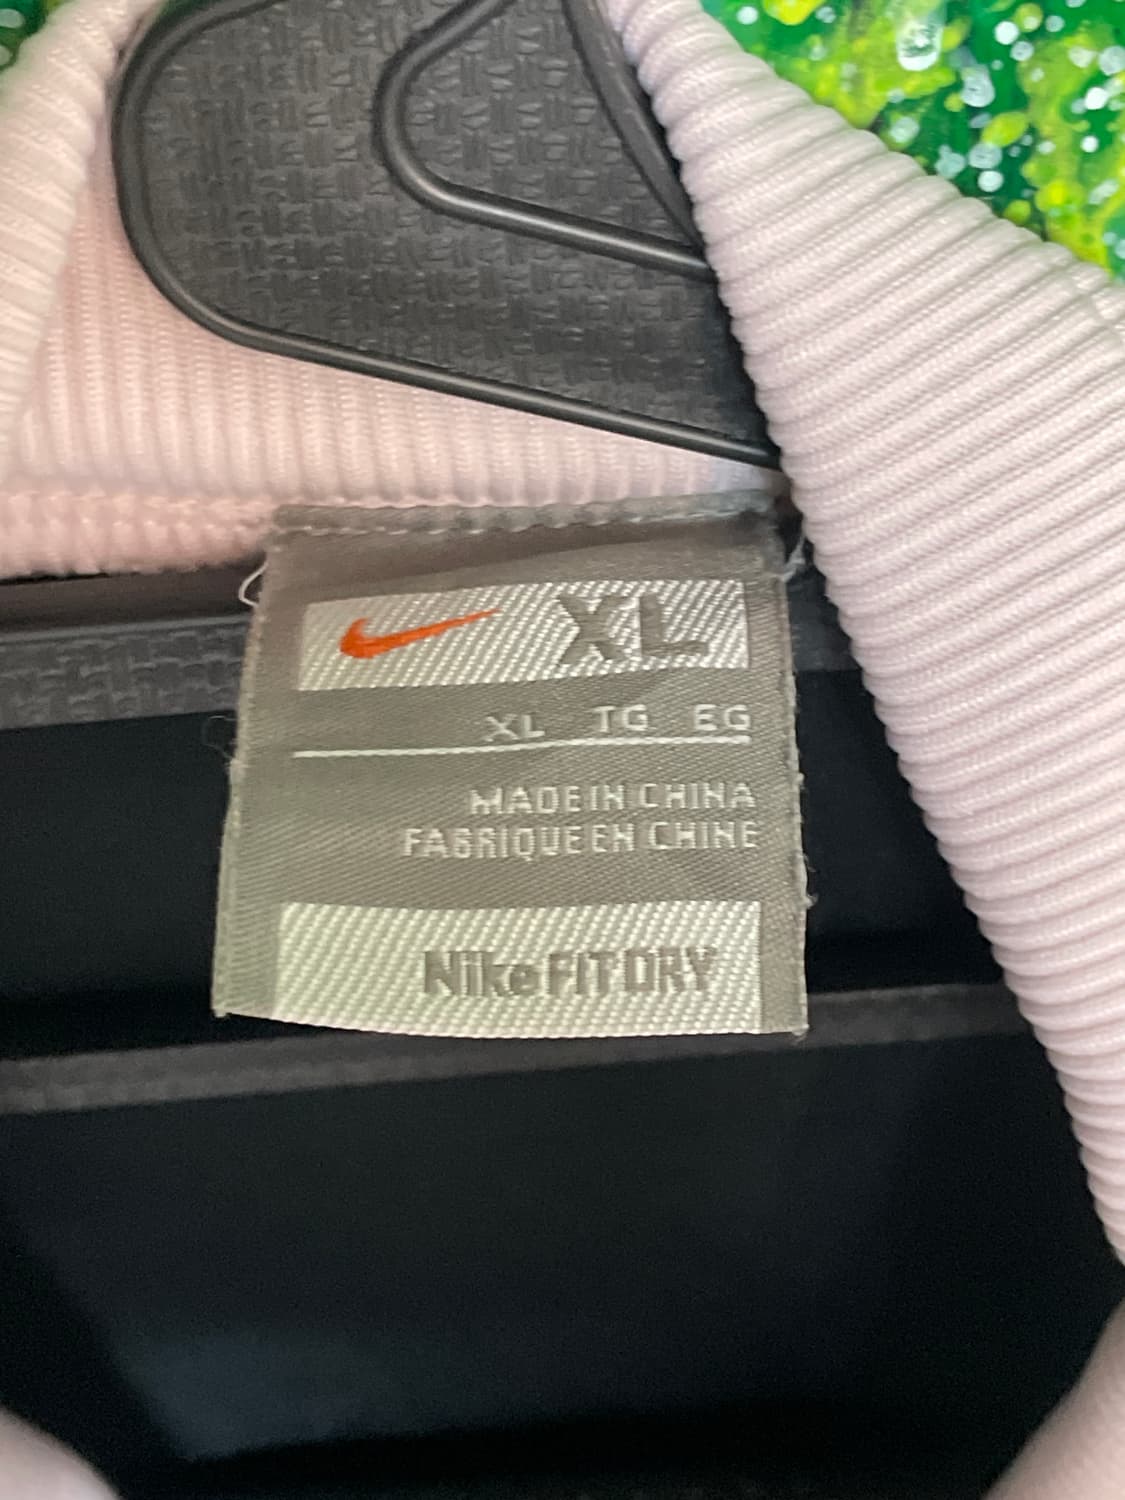 XL
XL TG EG
MADE IN CHINA
FABRIQUE EN CHINE
Nike FIT DRY